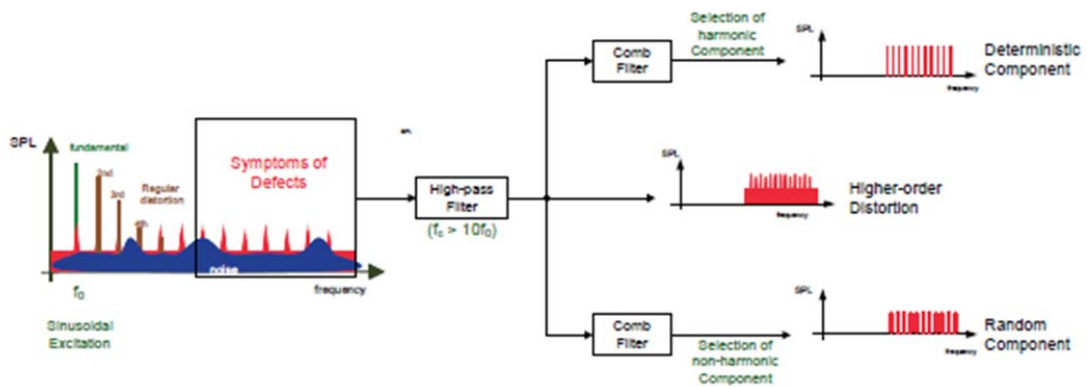 Selection of
harmonic
Component
SPL
frequency
Deterministic
Component
Comb
Filter
SPL
fundamental
2nd
3rd
4th
Regular
distortion
Symptoms of
Defects
noise
frequency
f₀
Sinusoidal
Excitation
High-pass
Filter
(fc > 10f₀)
SPL
frequency
Higher-order
Distortion
Comb
Filter
Selection of
non-harmonic
Component
SPL
frequency
Random
Component